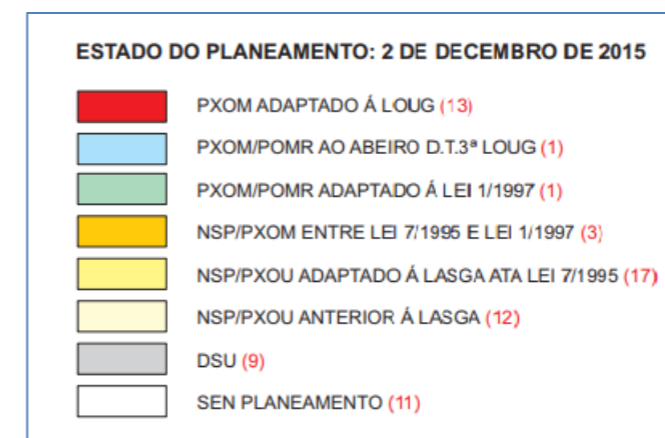 ESTADO DO PLANEAMENTO: 2 DE DECEMBRO DE 2015
PXOM ADAPTADO Á LOUG (13)
PXOM/POMR AO ABEIRO D.T.3ª LOUG (1)
PXOM/POMR ADAPTADO Á LEI 1/1997 (1)
NSP/PXOM ENTRE LEI 7/1995 E LEI 1/1997 (3)
NSP/PXOU ADAPTADO Á LASGA ATA LEI 7/1995 (17)
NSP/PXOU ANTERIOR Á LASGA (12)
DSU (9)
SEN PLANEAMENTO (11)